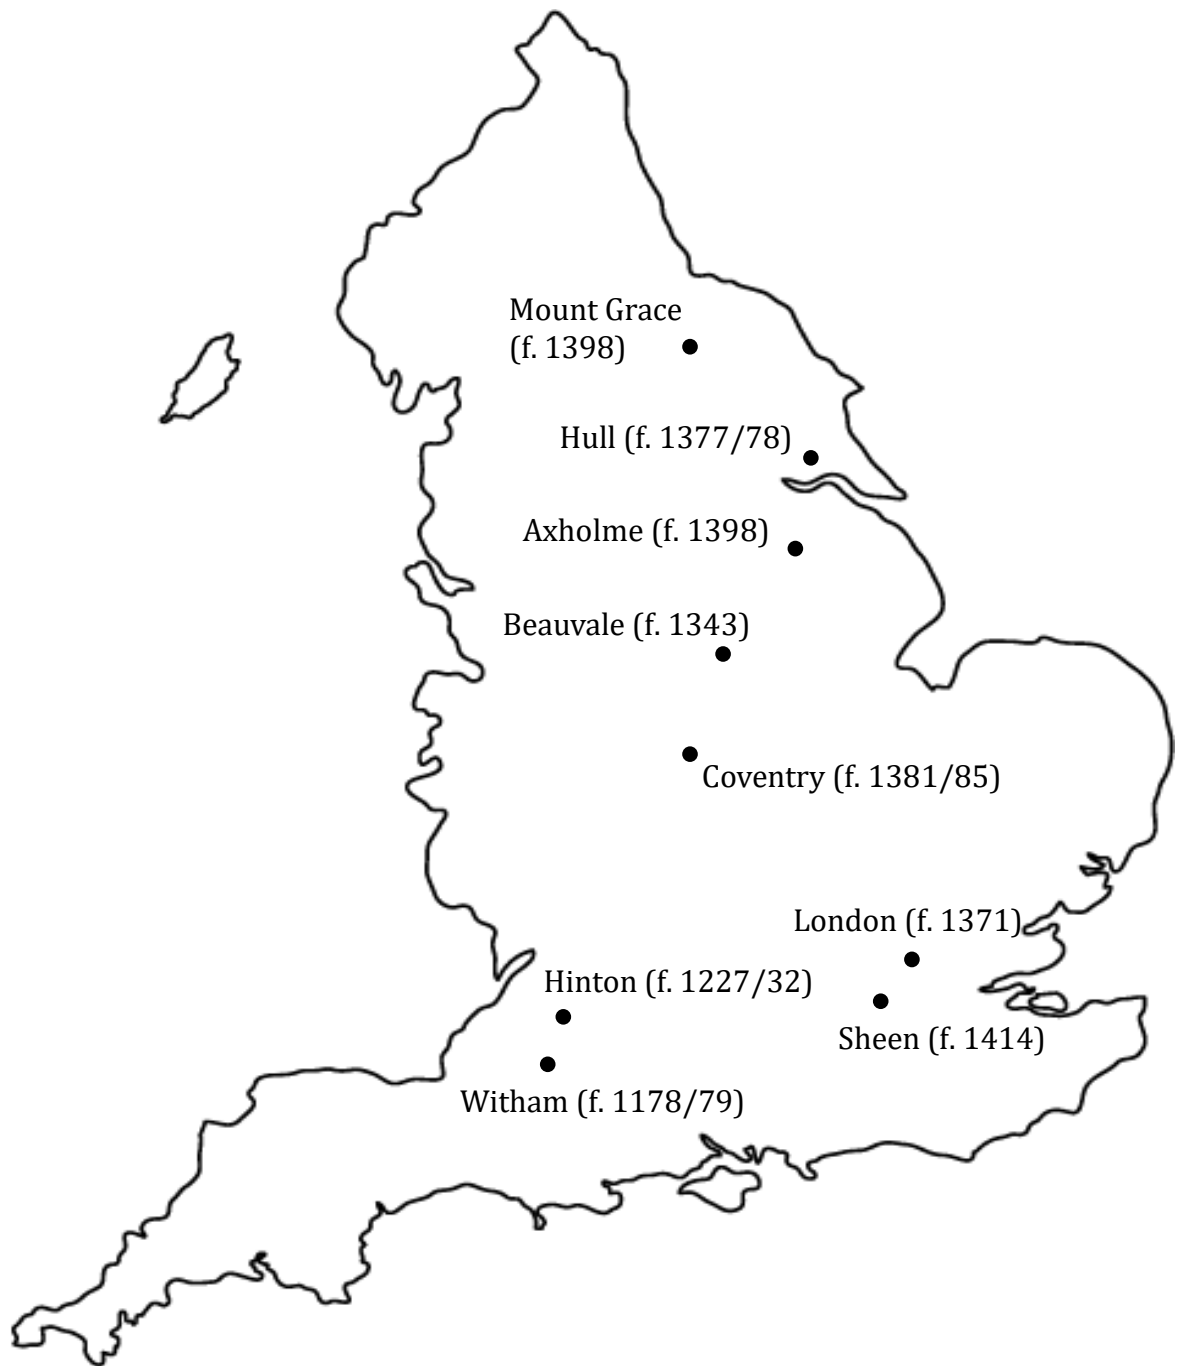 Mount Grace
(f. 1398)
Hull (f. 1377/78)
Axholme (f. 1398)
Beauvale (f. 1343)
Coventry (f. 1381/85)
London (f. 1371)
Hinton (f. 1227/32)
Sheen (f. 1414)
Witham (f. 1178/79)